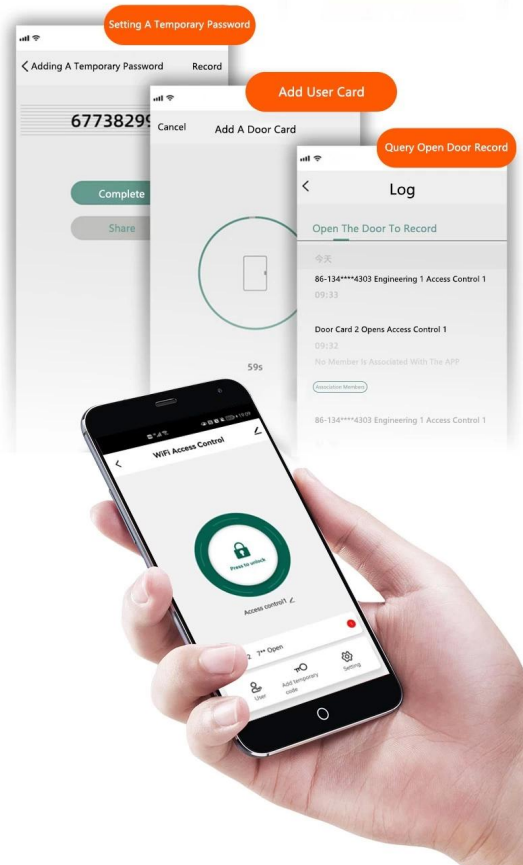 Setting A Temporary Password
Adding A Temporary Password
Record
67738299
Complete
Share
Add User Card
Cancel
Add A Door Card
59s
Query Open Door Record
Log
Open The Door To Record
今天
86-134****4303 Engineering 1 Access Control 1
09:33
Door Card 2 Opens Access Control 1
09:32
No Member Is Associated With The APP
Association Members
86-134****4303 Engineering 1 Access Control 1
19:09
WiFi Access Control
Press to unlock
Access control1
7** Open
User
Add temporary
code
Setting